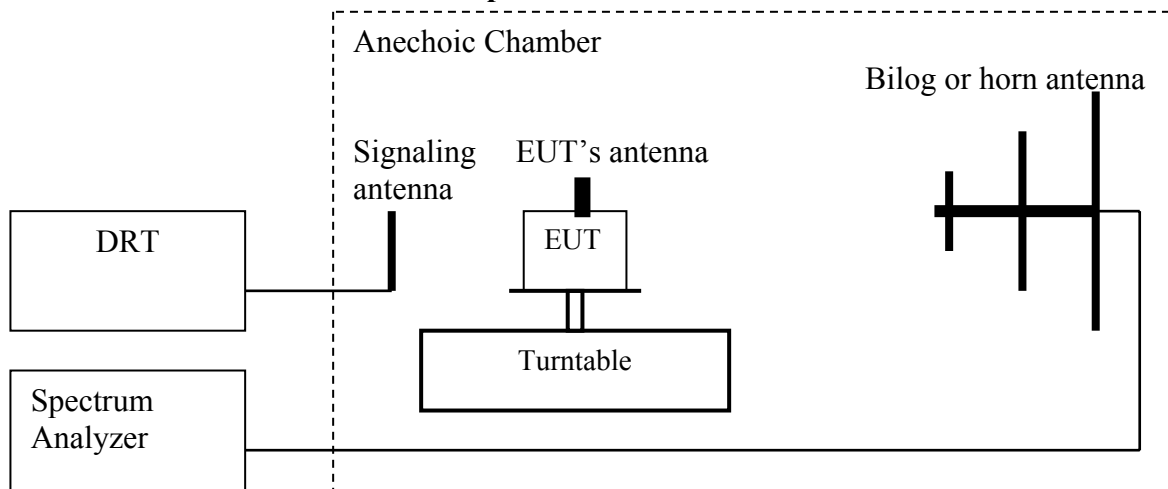 Anechoic Chamber
Bilog or horn antenna
Signaling
antenna
EUT’s antenna
DRT
EUT
Turntable
Spectrum
Analyzer